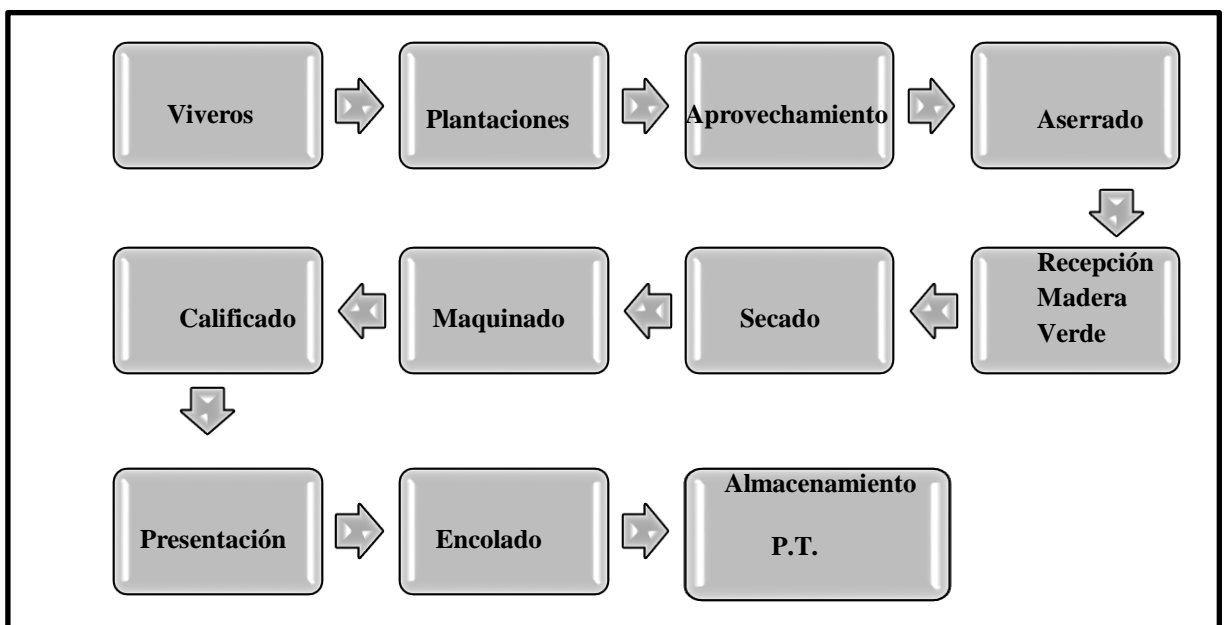 Viveros
Plantaciones
Aprovechamiento
Aserrado
Recepción
Madera
Verde
Secado
Maquinado
Calificado
Presentación
Encolado
Almacenamiento
P.T.